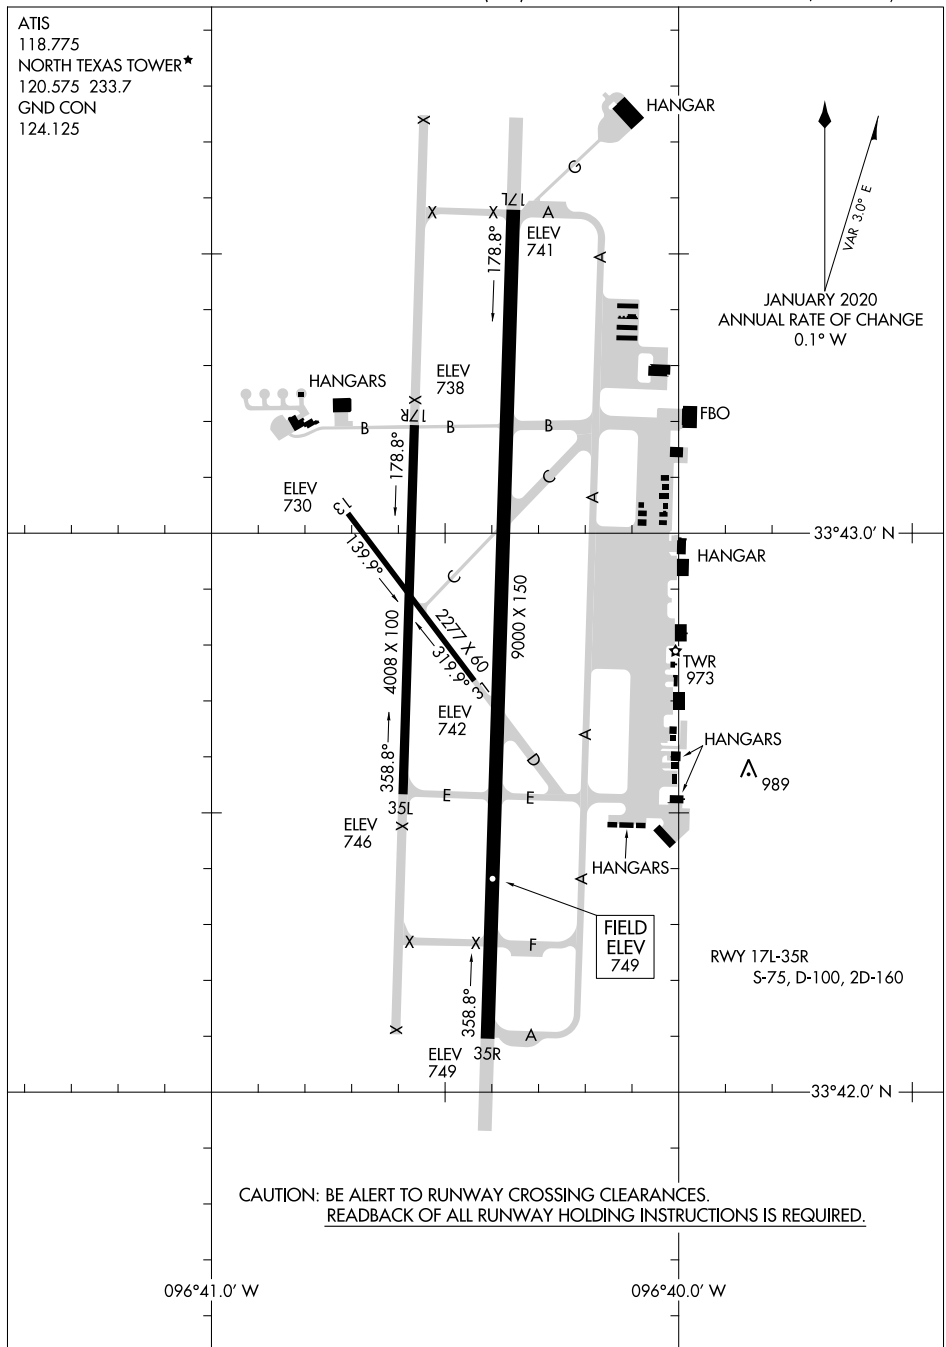 ATIS
118.775
NORTH TEXAS TOWER★
120.575 233.7
GND CON
124.125
HANGAR
G
VAR 3.0° E
JANUARY 2020
ANNUAL RATE OF CHANGE
0.1° W
X
17L
X
X
A
ELEV
741
178.8°
A
ELEV
738
HANGARS
X
17R
B
B
B
FBO
178.8°
C
A
ELEV
730
13
33°43.0' N
139.9°
HANGAR
C
9000 X 150
2277 X 60
4008 X 100
319.9°
TWR
973
31
ELEV
742
358.8°
A
D
HANGARS
989
35L
E
E
ELEV
746
X
HANGARS
A
FIELD
ELEV
749
X
X
F
RWY 17L-35R
S-75, D-100, 2D-160
358.8°
X
A
ELEV
749
35R
33°42.0' N
CAUTION: BE ALERT TO RUNWAY CROSSING CLEARANCES.
READBACK OF ALL RUNWAY HOLDING INSTRUCTIONS IS REQUIRED.
096°41.0' W
096°40.0' W